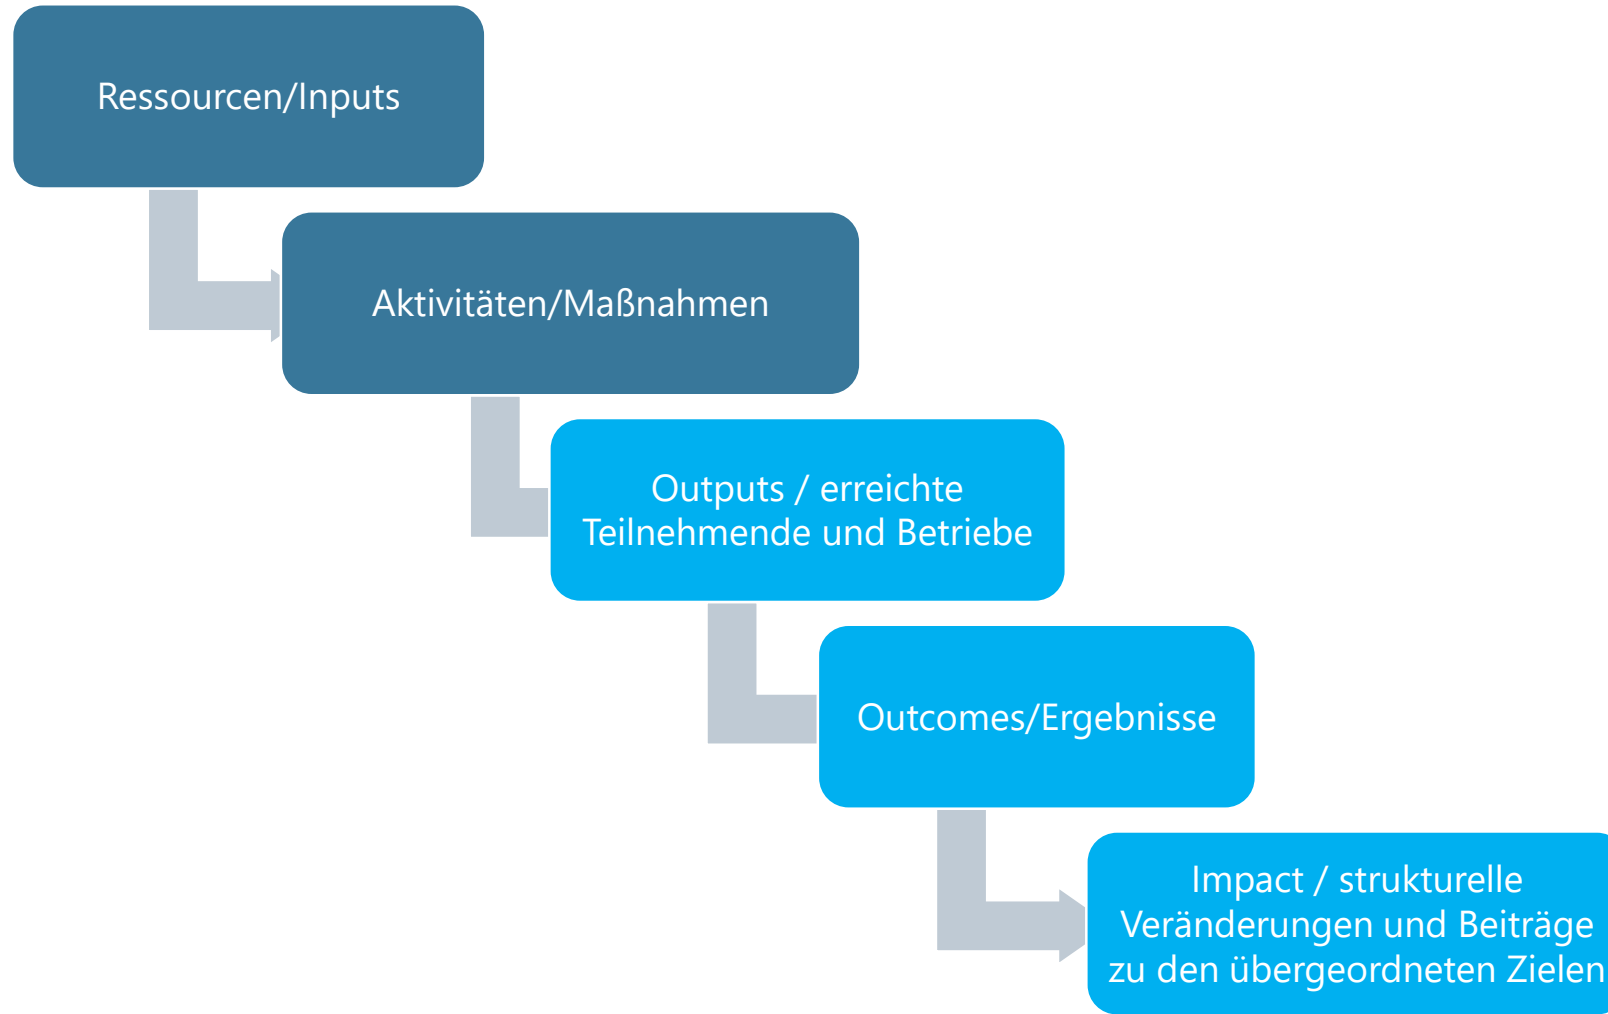 Ressourcen/Inputs
Aktivitäten/Maßnahmen
Outputs / erreichte
Teilnehmende und Betriebe
Outcomes/Ergebnisse
Impact / strukturelle
Veränderungen und Beiträge
zu den übergeordneten Zielen